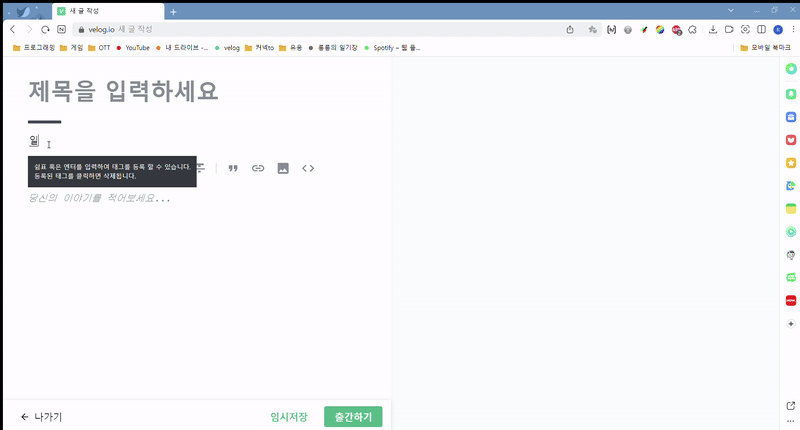 새 글 작성
velog.io 새 글 작성
프로그래밍 게임 OTT YouTube 내 드라이브 -... velog 커넥to 유용 롱롱의 일기장 Spotify – 웹 플... 모바일 북마크
제목을 입력하세요
일
쉼표 혹은 엔터를 입력하여 태그를 등록 할 수 있습니다.
등록된 태그를 클릭하면 삭제됩니다.
당신의 이야기를 적어보세요...
나가기 임시저장 출간하기